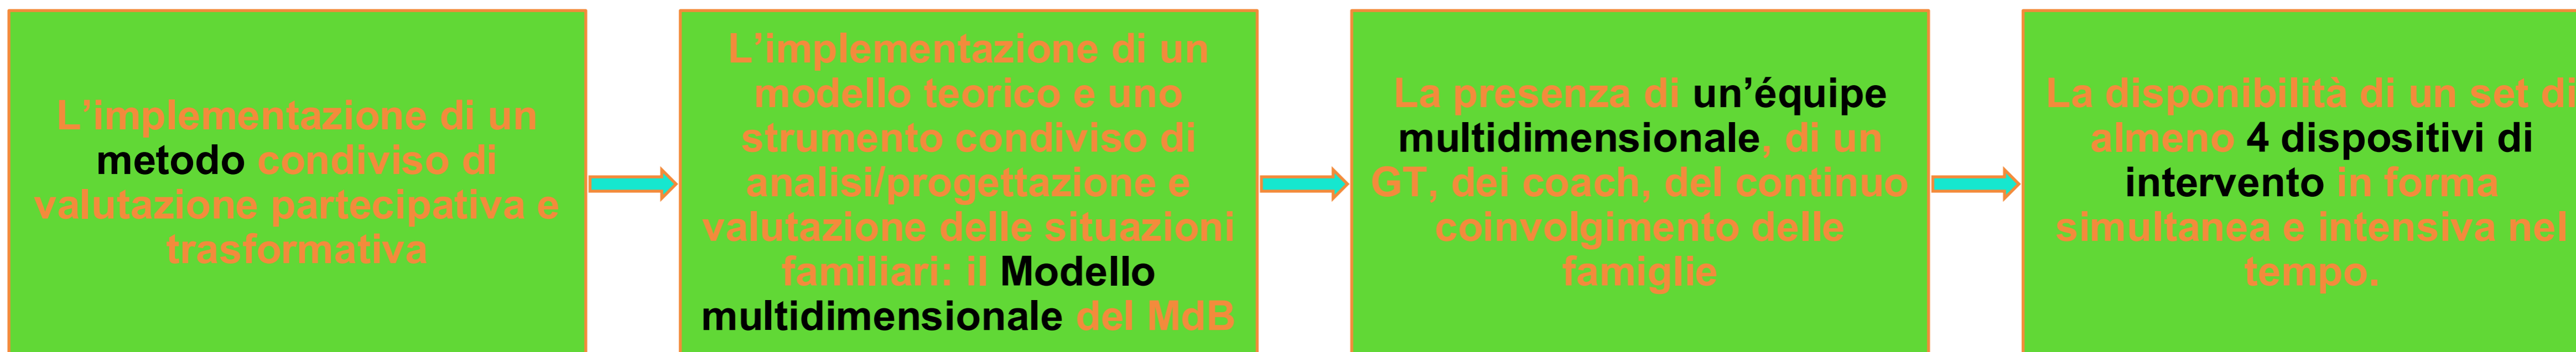 L’implementazione di un
metodo condiviso di
valutazione partecipativa e
trasformativa
L’implementazione di un
modello teorico e uno
strumento condiviso di
analisi/progettazione e
valutazione delle situazioni
familiari: il Modello
multidimensionale del MdB
La presenza di un’équipe
multidimensionale, di un
GT, dei coach, del continuo
coinvolgimento delle
famiglie
La disponibilità di un set di
almeno 4 dispositivi di
intervento in forma
simultanea e intensiva nel
tempo.